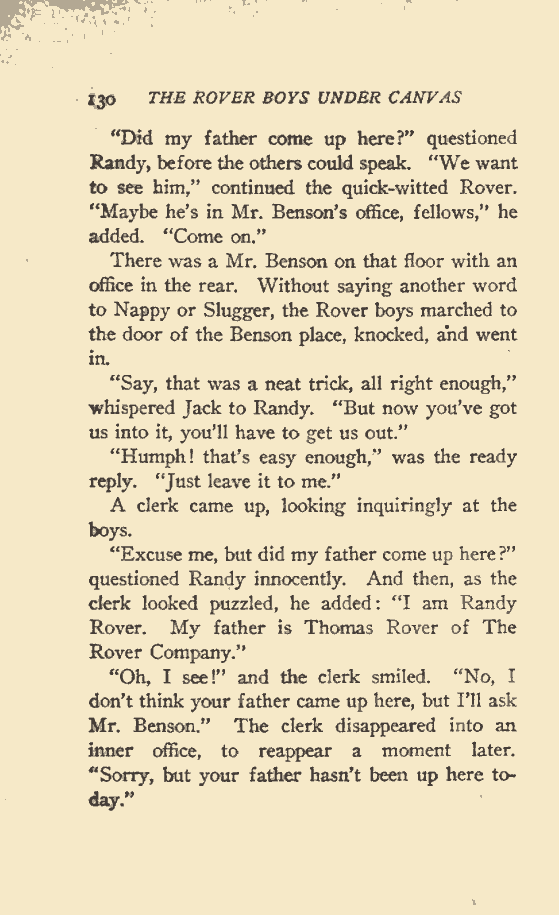 130 THE ROVER BOYS UNDER CANVAS
"Did my father come up here?" questioned
Randy, before the others could speak. "We want
to see him," continued the quick-witted Rover.
"Maybe he's in Mr. Benson's office, fellows," he
added. "Come on."
There was a Mr. Benson on that floor with an
office in the rear. Without saying another word
to Nappy or Slugger, the Rover boys marched to
the door of the Benson place, knocked, and went
in.
"Say, that was a neat trick, all right enough,"
whispered Jack to Randy. "But now you've got
us into it, you'll have to get us out."
"Humph! that's easy enough," was the ready
reply. "Just leave it to me."
A clerk came up, looking inquiringly at the
boys.
"Excuse me, but did my father come up here?"
questioned Randy innocently. And then, as the
clerk looked puzzled, he added: "I am Randy
Rover. My father is Thomas Rover of The
Rover Company."
"Oh, I see!" and the clerk smiled. "No, I
don't think your father came up here, but I'll ask
Mr. Benson." The clerk disappeared into an
inner office, to reappear a moment later.
"Sorry, but your father hasn't been up here to-
day."